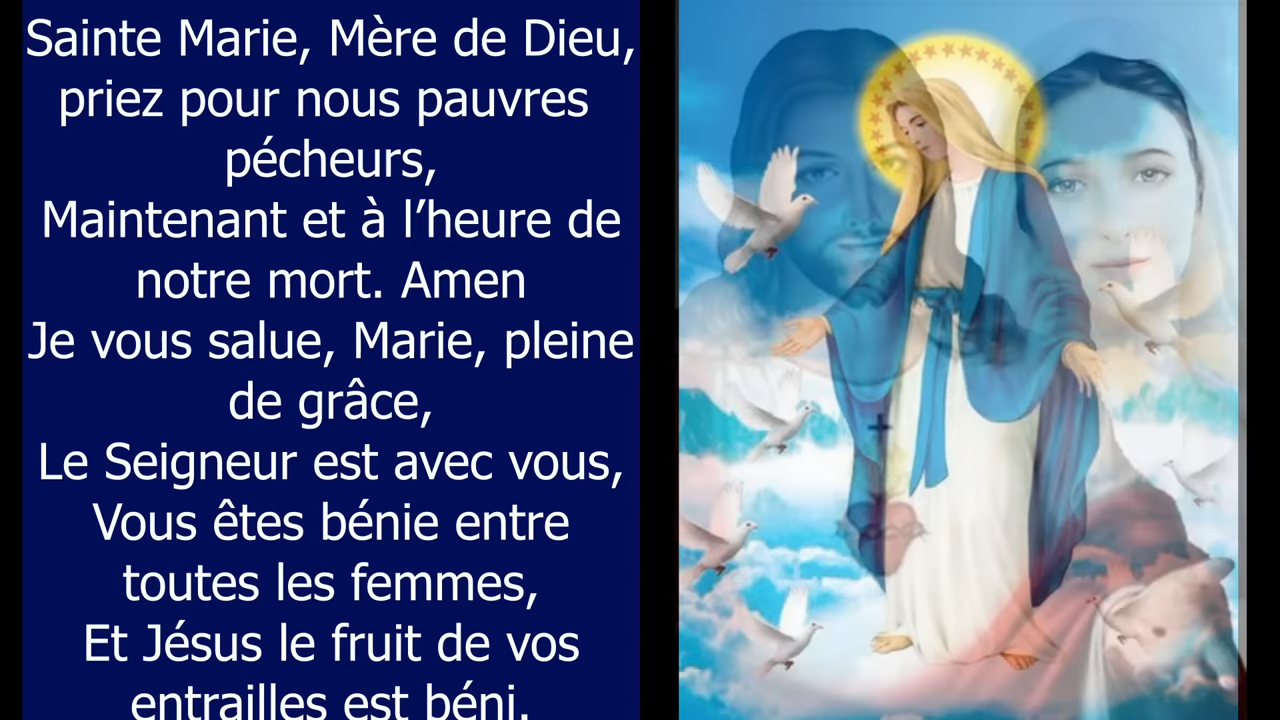 Sainte Marie, Mère de Dieu,
priez pour nous pauvres
pécheurs,
Maintenant et à l’heure de
notre mort. Amen
Je vous salue, Marie, pleine
de grâce,
Le Seigneur est avec vous,
Vous êtes bénie entre
toutes les femmes,
Et Jésus le fruit de vos
entrailles est béni.